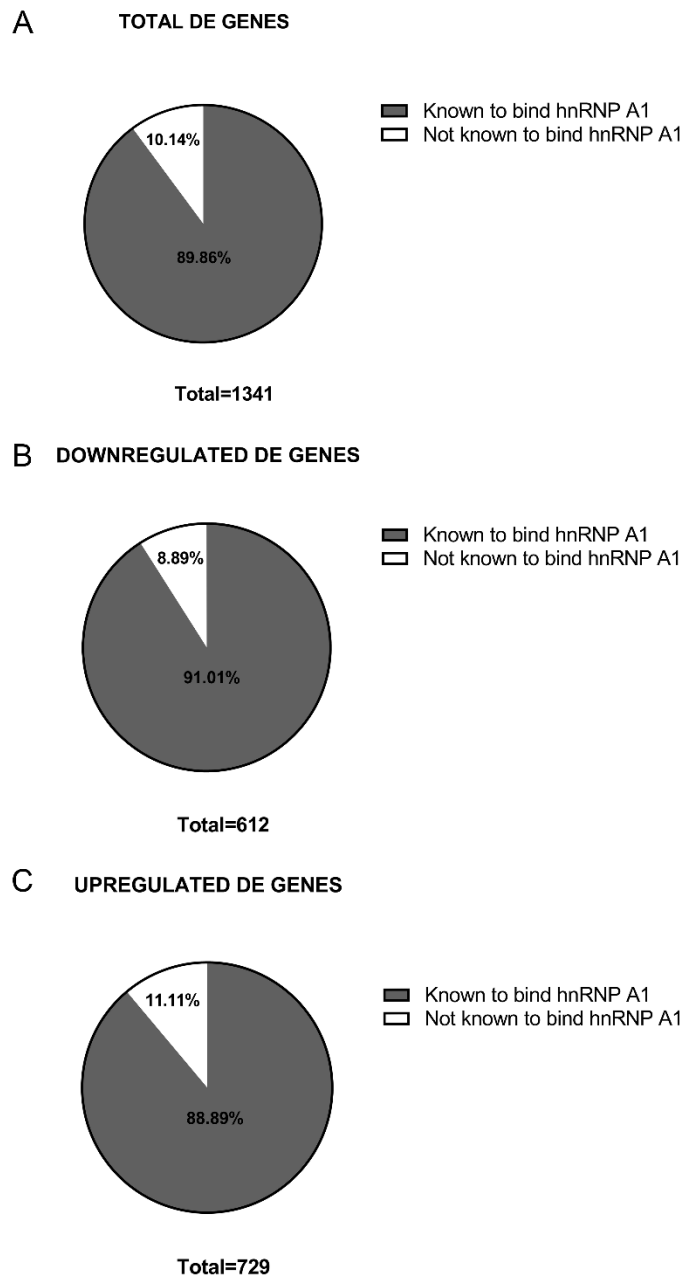 A
TOTAL DE GENES
Known to bind hnRNP A1
Not known to bind hnRNP A1
10.14%
89.86%
Total=1341
B
DOWNREGULATED DE GENES
Known to bind hnRNP A1
Not known to bind hnRNP A1
8.89%
91.01%
Total=612
C
UPREGULATED DE GENES
Known to bind hnRNP A1
Not known to bind hnRNP A1
11.11%
88.89%
Total=729